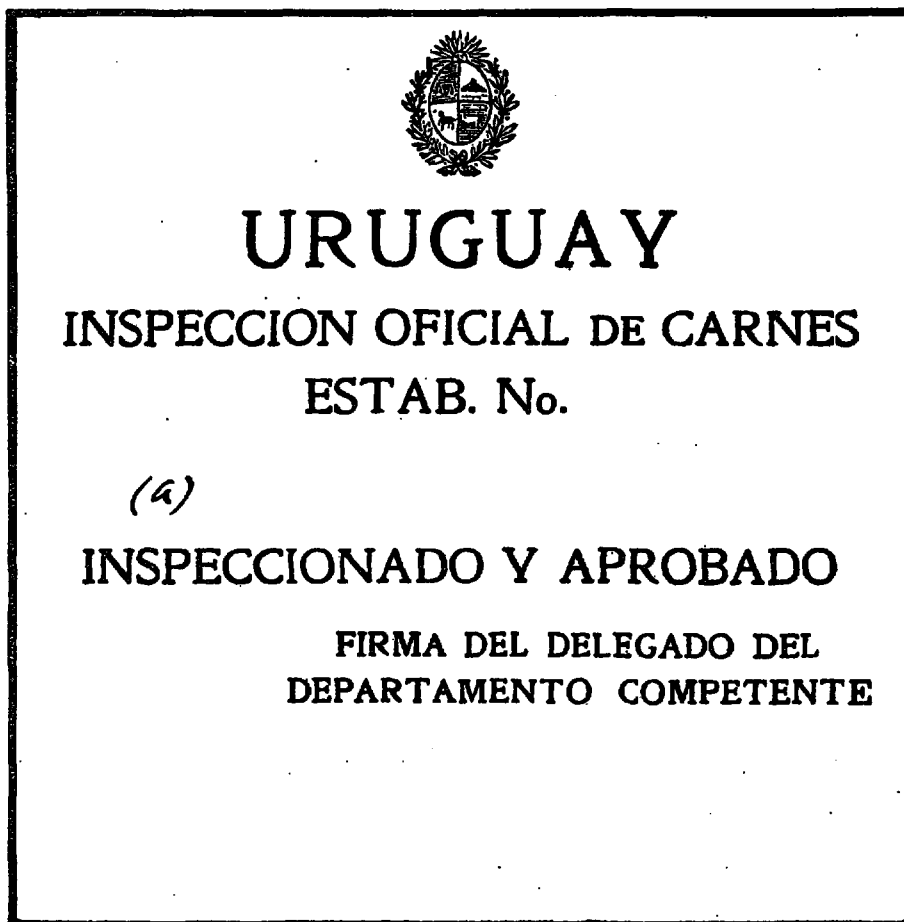 URUGUAY
INSPECCION OFICIAL DE CARNES
ESTAB. No.
(a)
INSPECCIONADO Y APROBADO
FIRMA DEL DELEGADO DEL
DEPARTAMENTO COMPETENTE